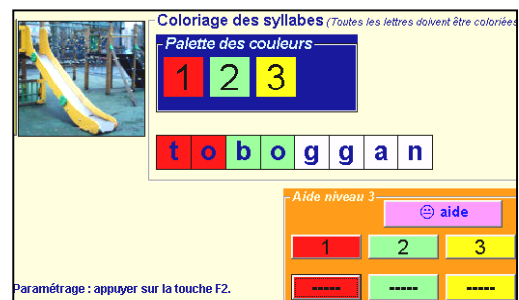 Coloriage des syllabes (Toutes les lettres doivent être coloriées
Palette des couleurs
1 2 3
t o b o g g a n
Aide niveau 3
aide
1 2 3
----- ----- -----
Paramétrage : appuyer sur la touche F2.